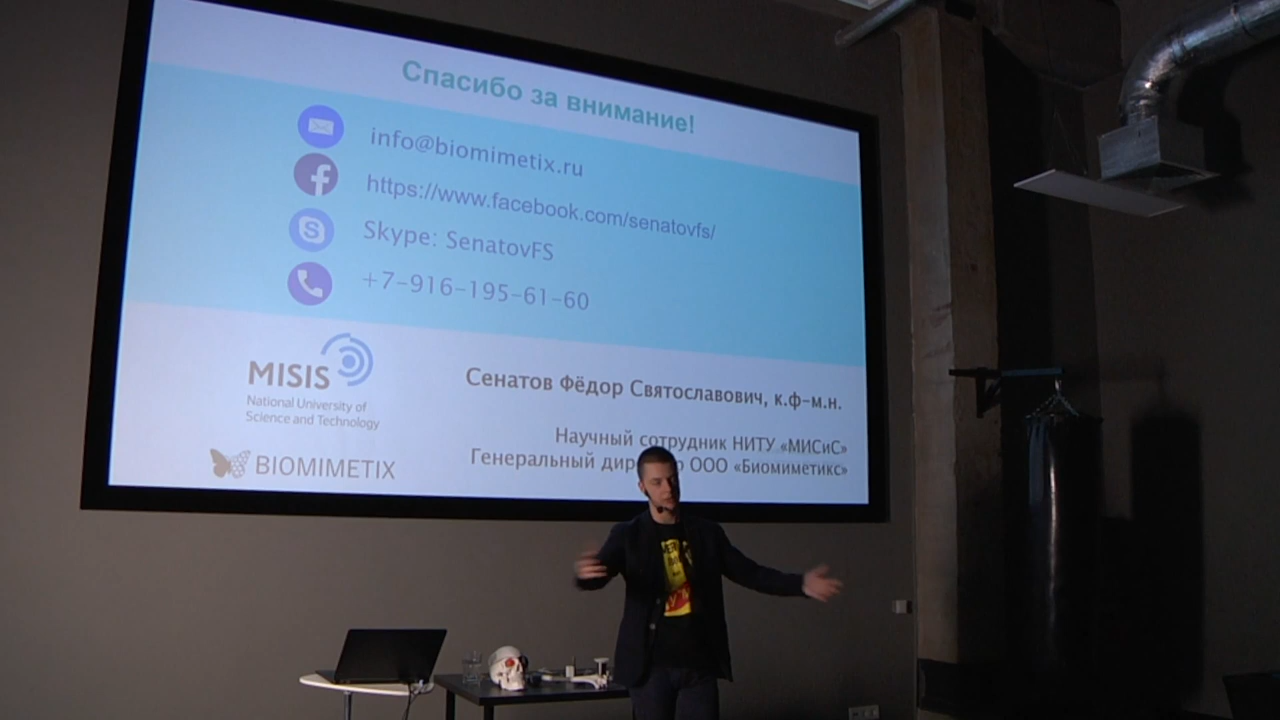 Спасибо за внимание!
info@biomimetix.ru
https://www.facebook.com/senatovfs/
Skype: SenatovFS
+7-916-195-61-60
MISIS
National University of
Science and Technology
Сенатов Фёдор Святославович, к.ф-м.н.
Научный сотрудник НИТУ «МИСиС»
Генеральный ООО «Биомиметикс»
BIOMIMETIX